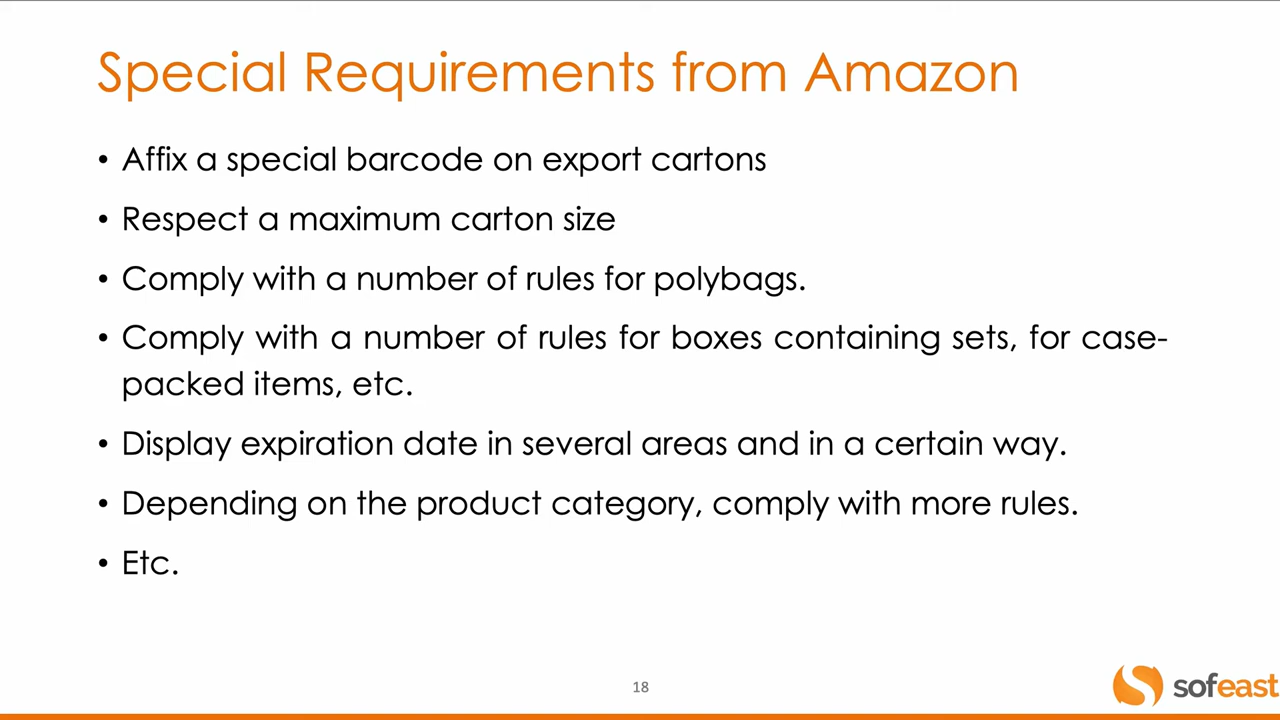 Special Requirements from Amazon
• Affix a special barcode on export cartons
• Respect a maximum carton size
• Comply with a number of rules for polybags.
• Comply with a number of rules for boxes containing sets, for case-
packed items, etc.
• Display expiration date in several areas and in a certain way.
• Depending on the product category, comply with more rules.
• Etc.
18
sofeast